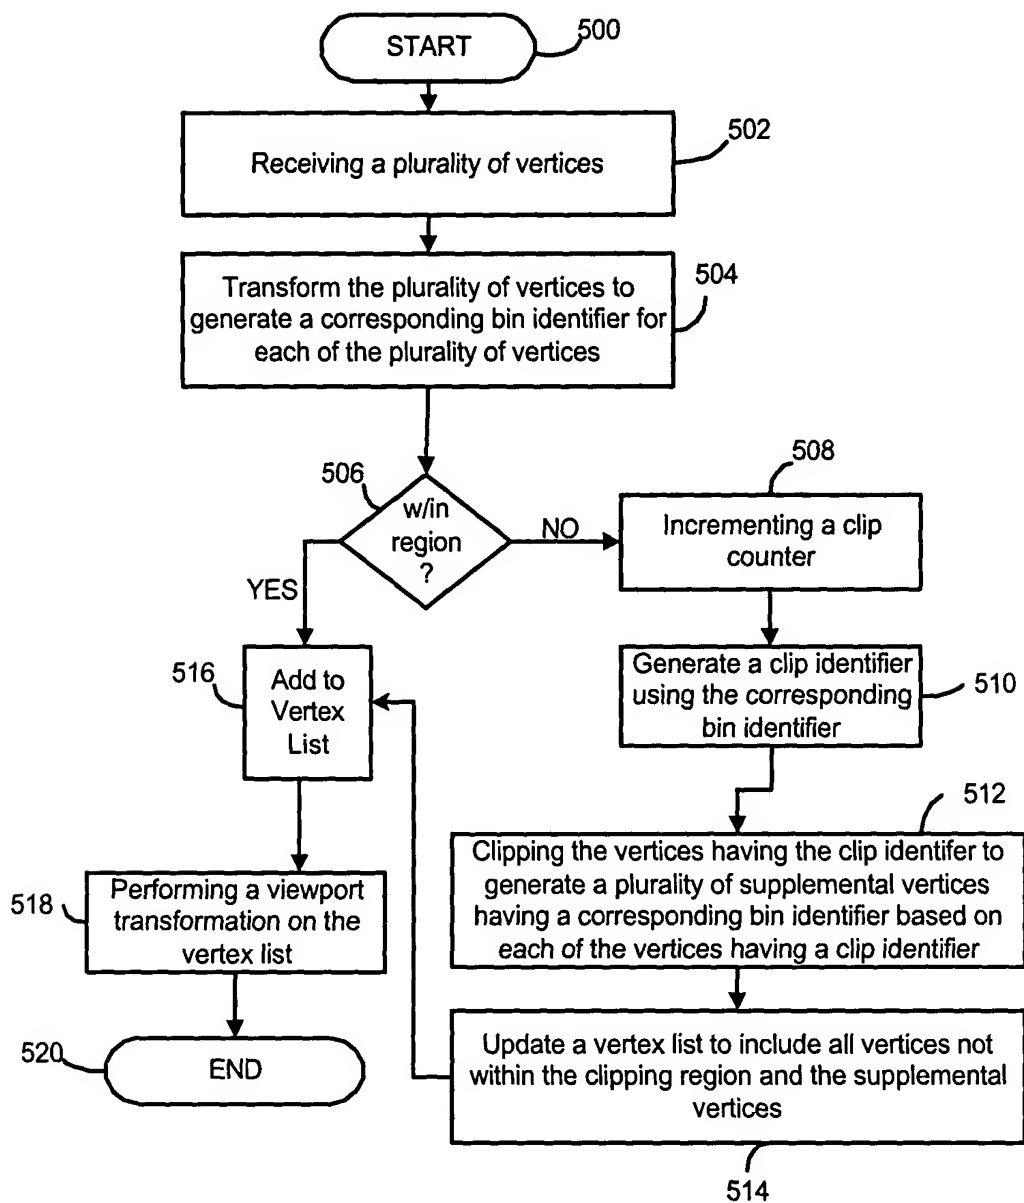 START
500
Receiving a plurality of vertices
502
Transform the plurality of vertices to
generate a corresponding bin identifier for
each of the plurality of vertices
504
506
w/in
region
?
NO
YES
508
Incrementing a clip
counter
Generate a clip identifier
using the corresponding
bin identifier
510
516
Add to
Vertex
List
512
Clipping the vertices having the clip identifer to
generate a plurality of supplemental vertices
having a corresponding bin identifier based on
each of the vertices having a clip identifier
518
Performing a viewport
transformation on the
vertex list
Update a vertex list to include all vertices not
within the clipping region and the supplemental
vertices
514
520
END